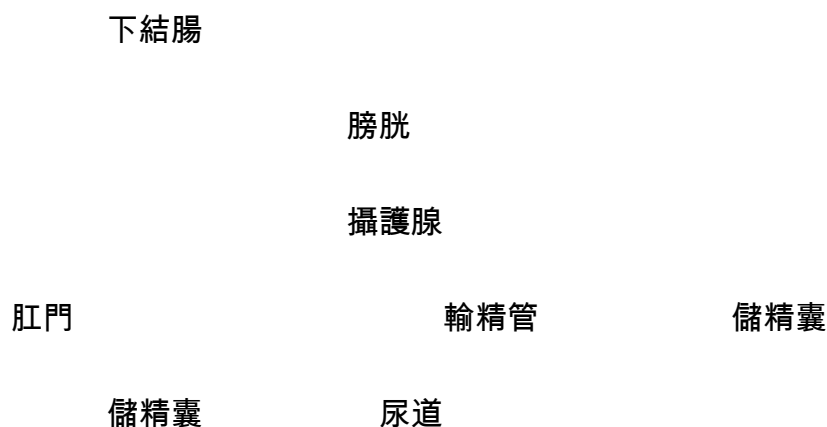 下結腸
膀胱
攝護腺
肛門 輸精管 儲精囊
儲精囊 尿道